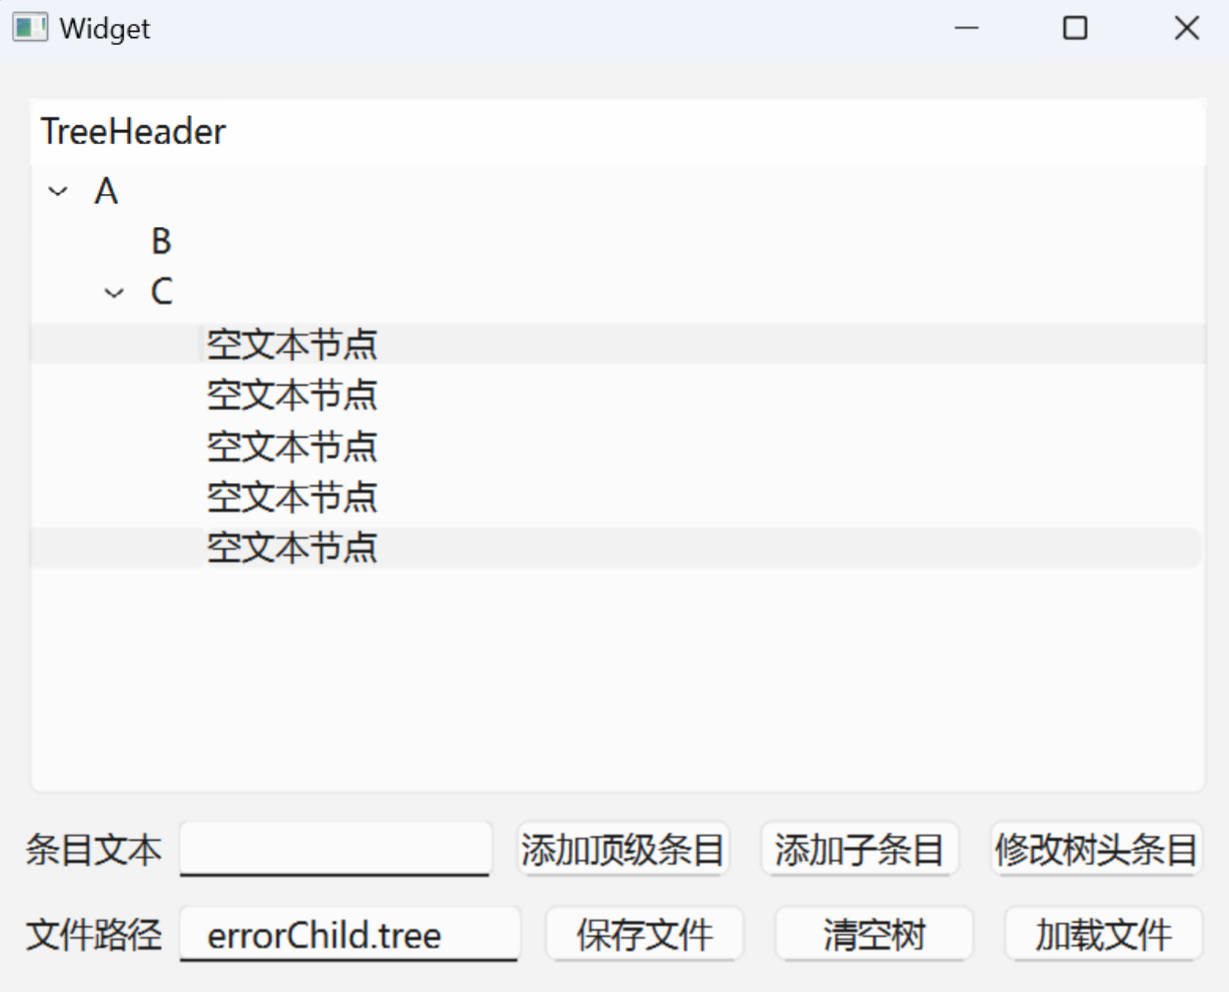 Widget
TreeHeader
A
B
C
空文本节点
空文本节点
空文本节点
空文本节点
空文本节点
条目文本 添加顶级条目 添加子条目 修改树头条目
文件路径 errorChild.tree 保存文件 清空树 加载文件